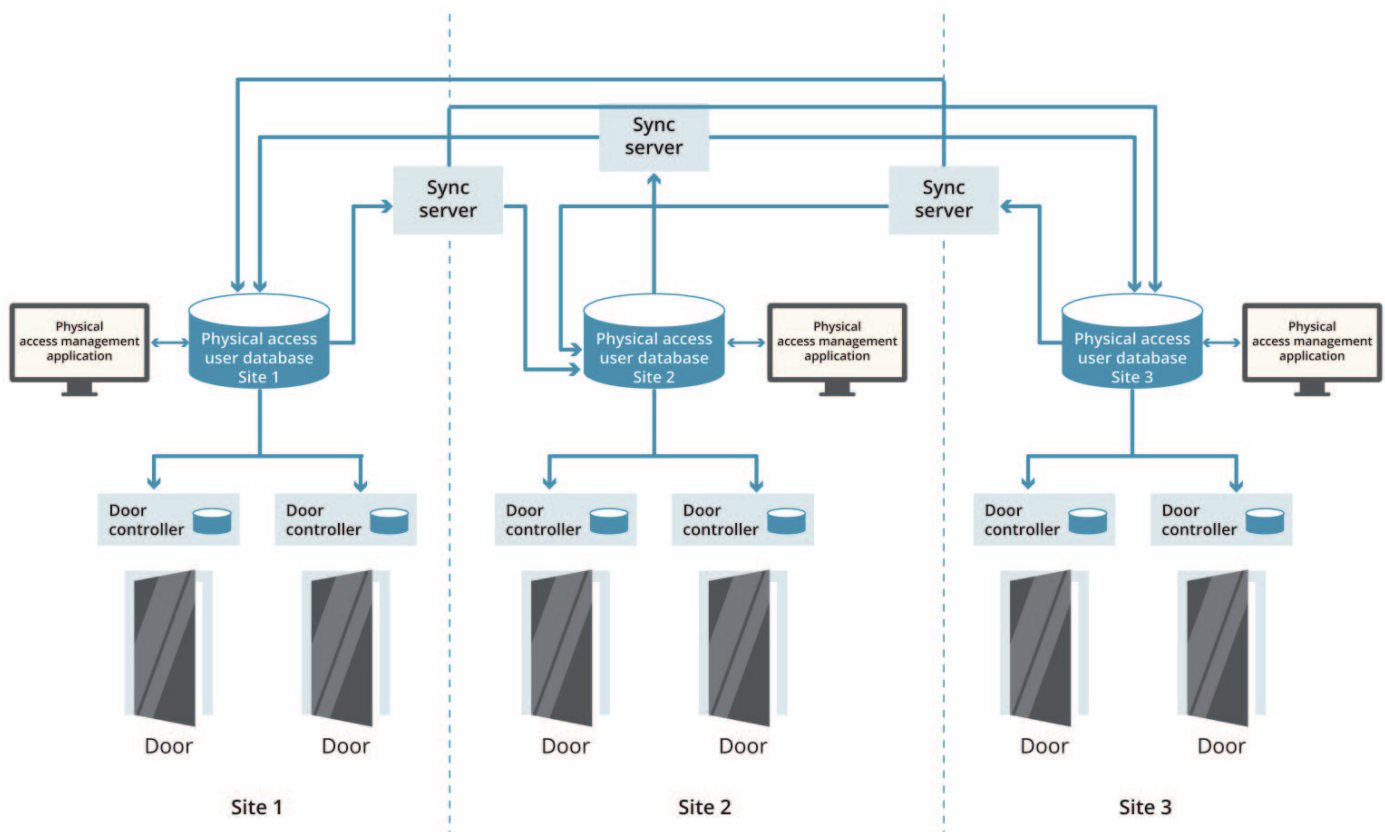 Sync
server
Sync
server
Sync
server
Physical
access management
application
Physical access
user database
Site 1
Physical access
user database
Site 2
Physical
access management
application
Physical access
user database
Site 3
Physical
access management
application
Door
controller
Door
controller
Door
controller
Door
controller
Door
controller
Door
controller
Door
Door
Door
Door
Door
Door
Site 1
Site 2
Site 3